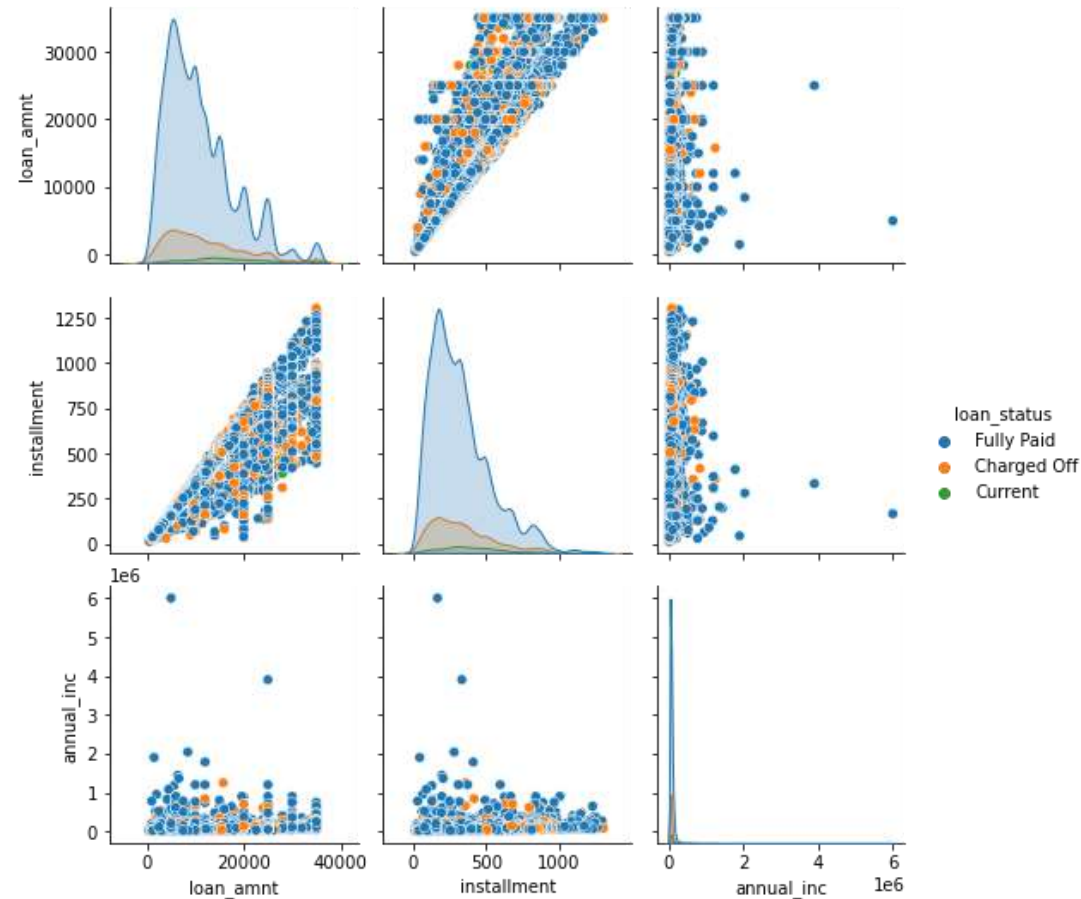 30000
20000
10000
0
loan_amnt
1250
1000
750
500
250
0
installment
loan_status
Fully Paid
Charged Off
Current
1e6
6
5
4
3
2
1
0
annual_inc
0 20000 40000
loan_amnt
0 500 1000
installment
0 2 4 6
1e6
annual_inc